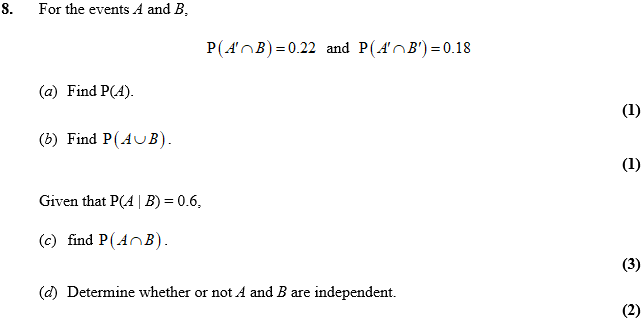 8. For the events A and B,
P(A'∩B) = 0.22 and P(A'∩B') = 0.18
(a) Find P(A).
(1)
(b) Find P(A∪B).
(1)
Given that P(A | B) = 0.6,
(c) find P(A∩B).
(3)
(d) Determine whether or not A and B are independent.
(2)